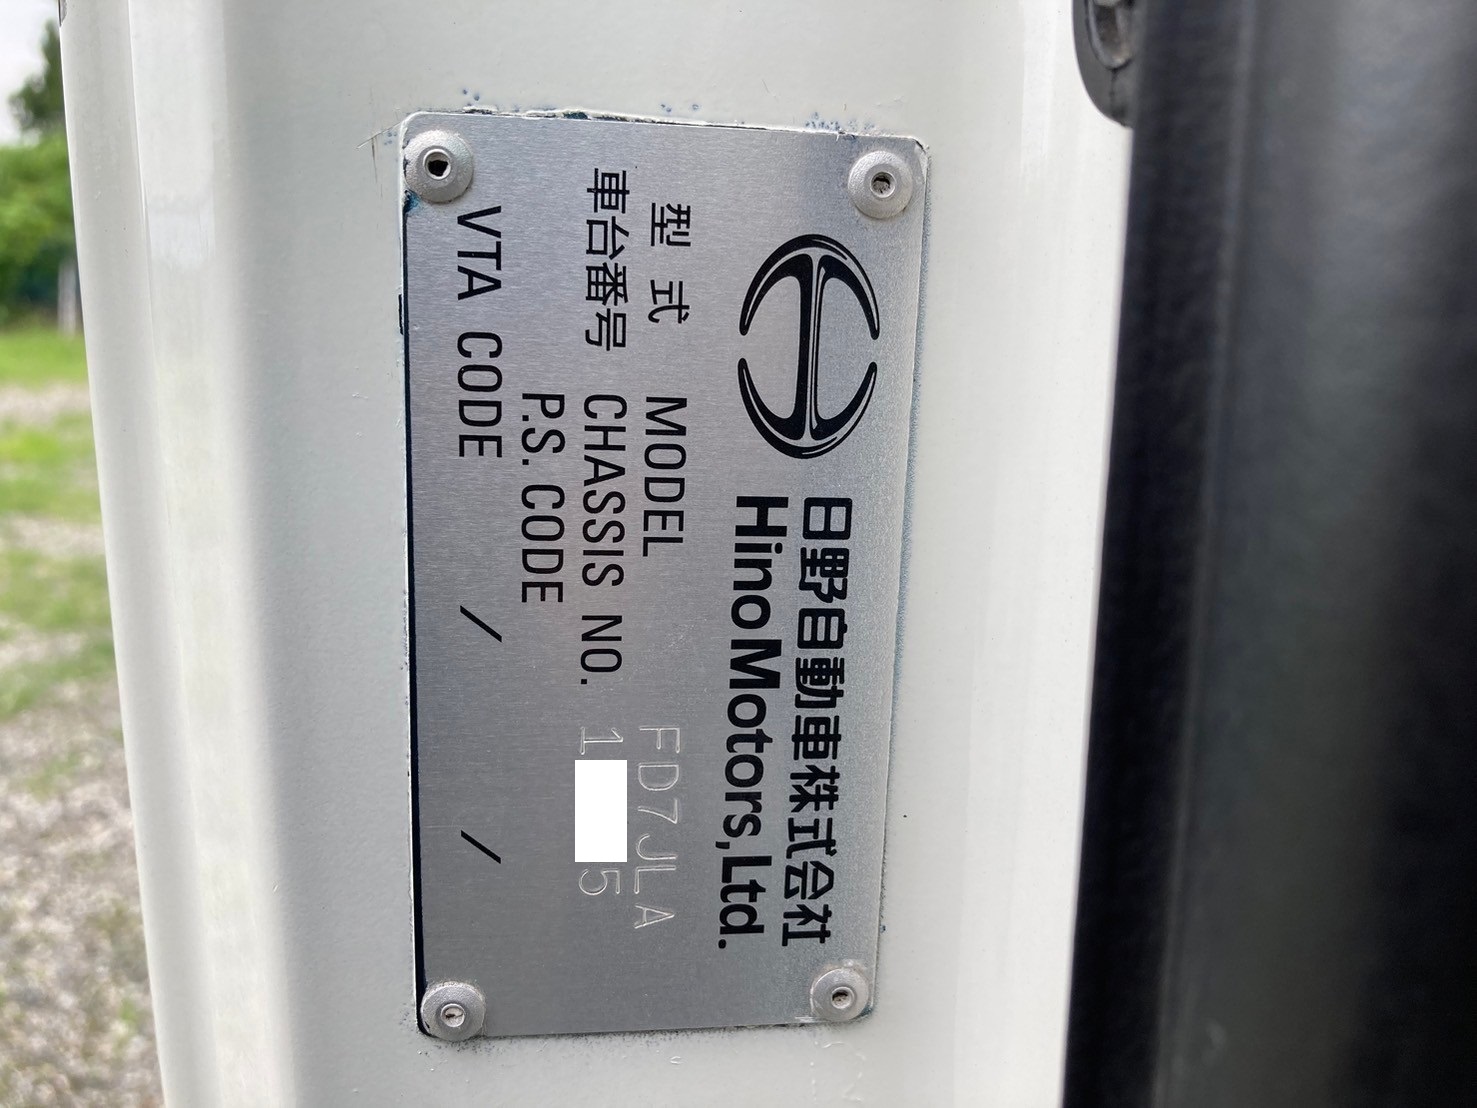 日野自動車株式会社
Hino Motors, Ltd.
型式 MODEL FD7JLA
車台番号 CHASSIS NO. 1 5
P.S. CODE
VTA CODE / /